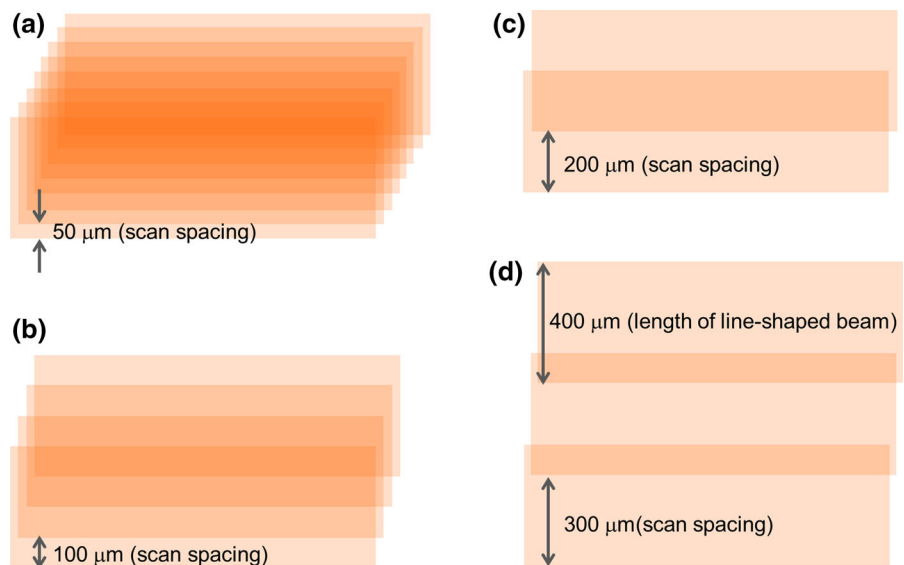 (a)
50 μm (scan spacing)
(b)
100 μm (scan spacing)
(c)
200 μm (scan spacing)
(d)
400 μm (length of line-shaped beam)
300 μm(scan spacing)